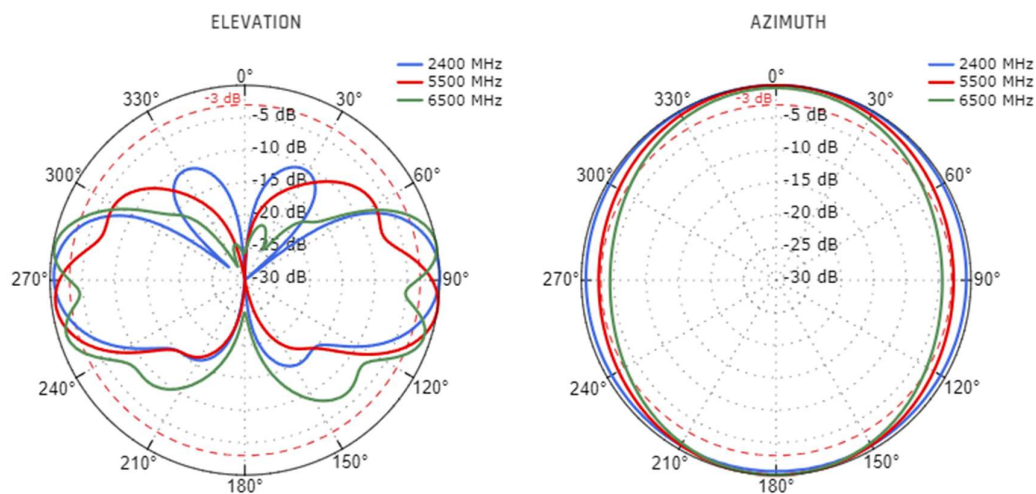 ELEVATION
2400 MHz
5500 MHz
6500 MHz
0°
30°
60°
90°
120°
150°
180°
210°
240°
270°
300°
330°
-3 dB
-5 dB
-10 dB
-15 dB
-20 dB
-25 dB
-30 dB
AZIMUTH
2400 MHz
5500 MHz
6500 MHz
0°
30°
60°
90°
120°
150°
180°
210°
240°
270°
300°
330°
-3 dB
-5 dB
-10 dB
-15 dB
-20 dB
-25 dB
-30 dB